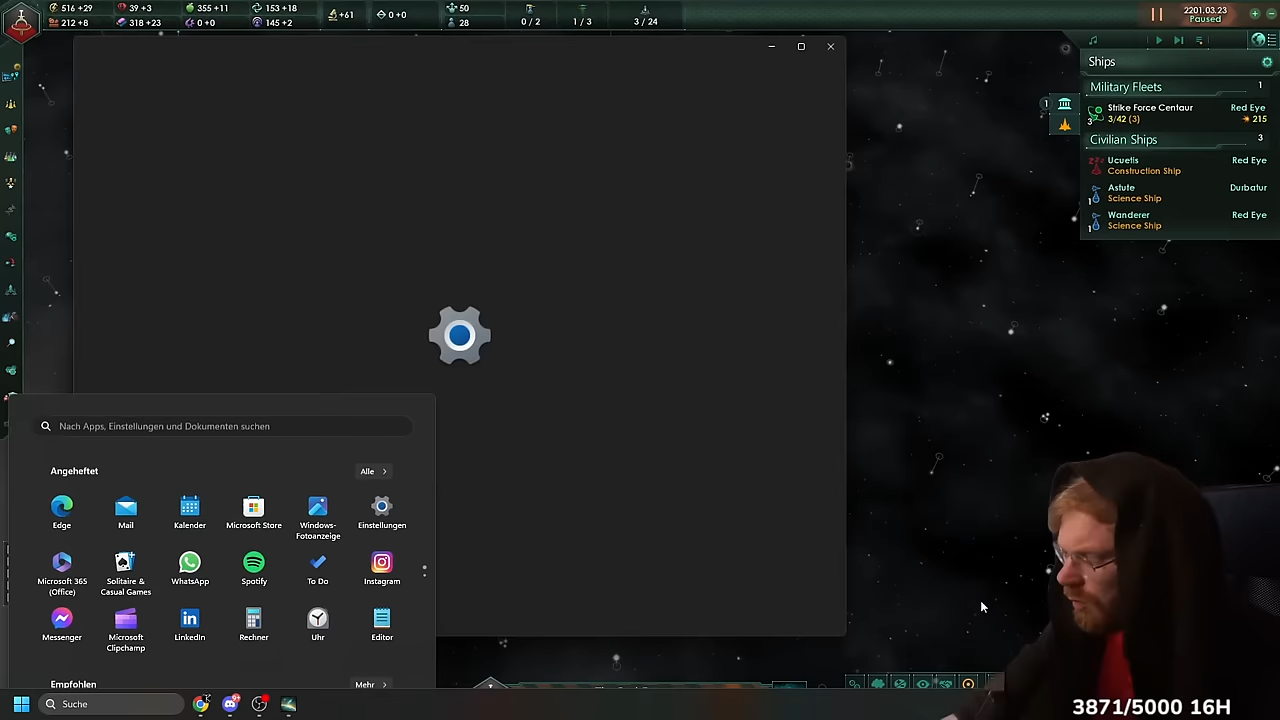 516 +29
39 +3
355 +11
153 +18
+61
0 +0
50
212 +8
318 +23
0 +0
145 +2
28
0 / 2
1 / 3
3 / 24
2201.03.23
Paused
Ships
Military Fleets
1
1
Strike Force Centaur
Red Eye
3
3/42 (3)
215
Civilian Ships
3
Ucuetis
Red Eye
Construction Ship
Astute
Durbatur
1
Science Ship
Wanderer
Red Eye
1
Science Ship
Nach Apps, Einstellungen und Dokumenten suchen
Angeheftet
Alle
Edge
Mail
Kalender
Microsoft Store
Windows-
Fotoanzeige
Einstellungen
Microsoft 365
(Office)
Solitaire &
Casual Games
WhatsApp
Spotify
To Do
Instagram
Messenger
Microsoft
Clipchamp
LinkedIn
Rechner
Uhr
Editor
Empfohlen
Mehr
Suche
3871/5000 16H